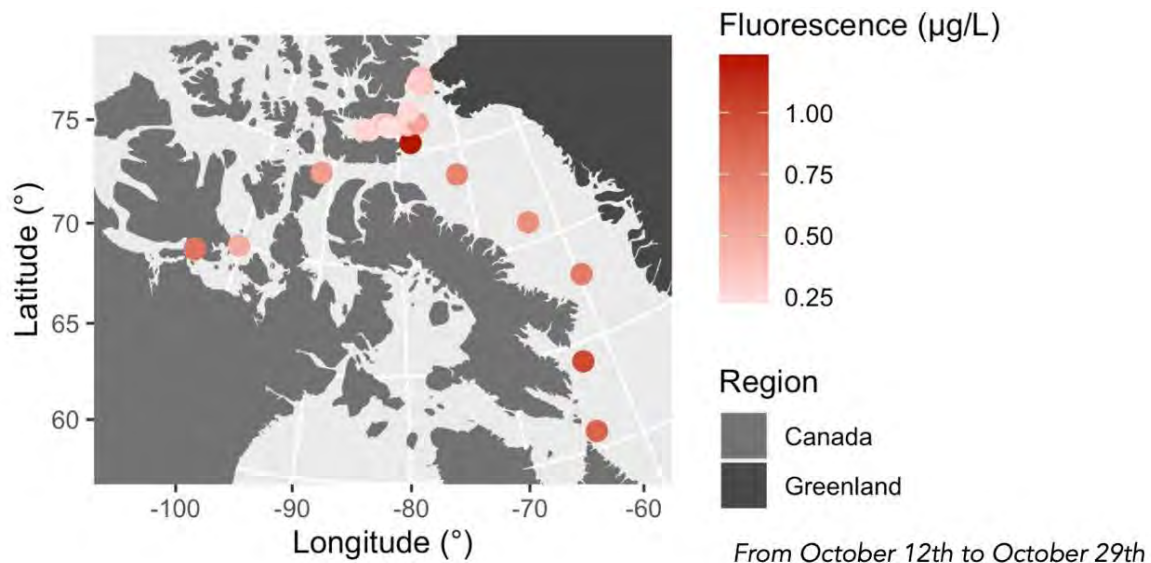 Fluorescence (µg/L)
1.00
0.75
0.50
0.25
Region
Canada
Greenland
From October 12th to October 29th
Latitude (°)
75
70
65
60
-100
-90
-80
-70
-60
Longitude (°)